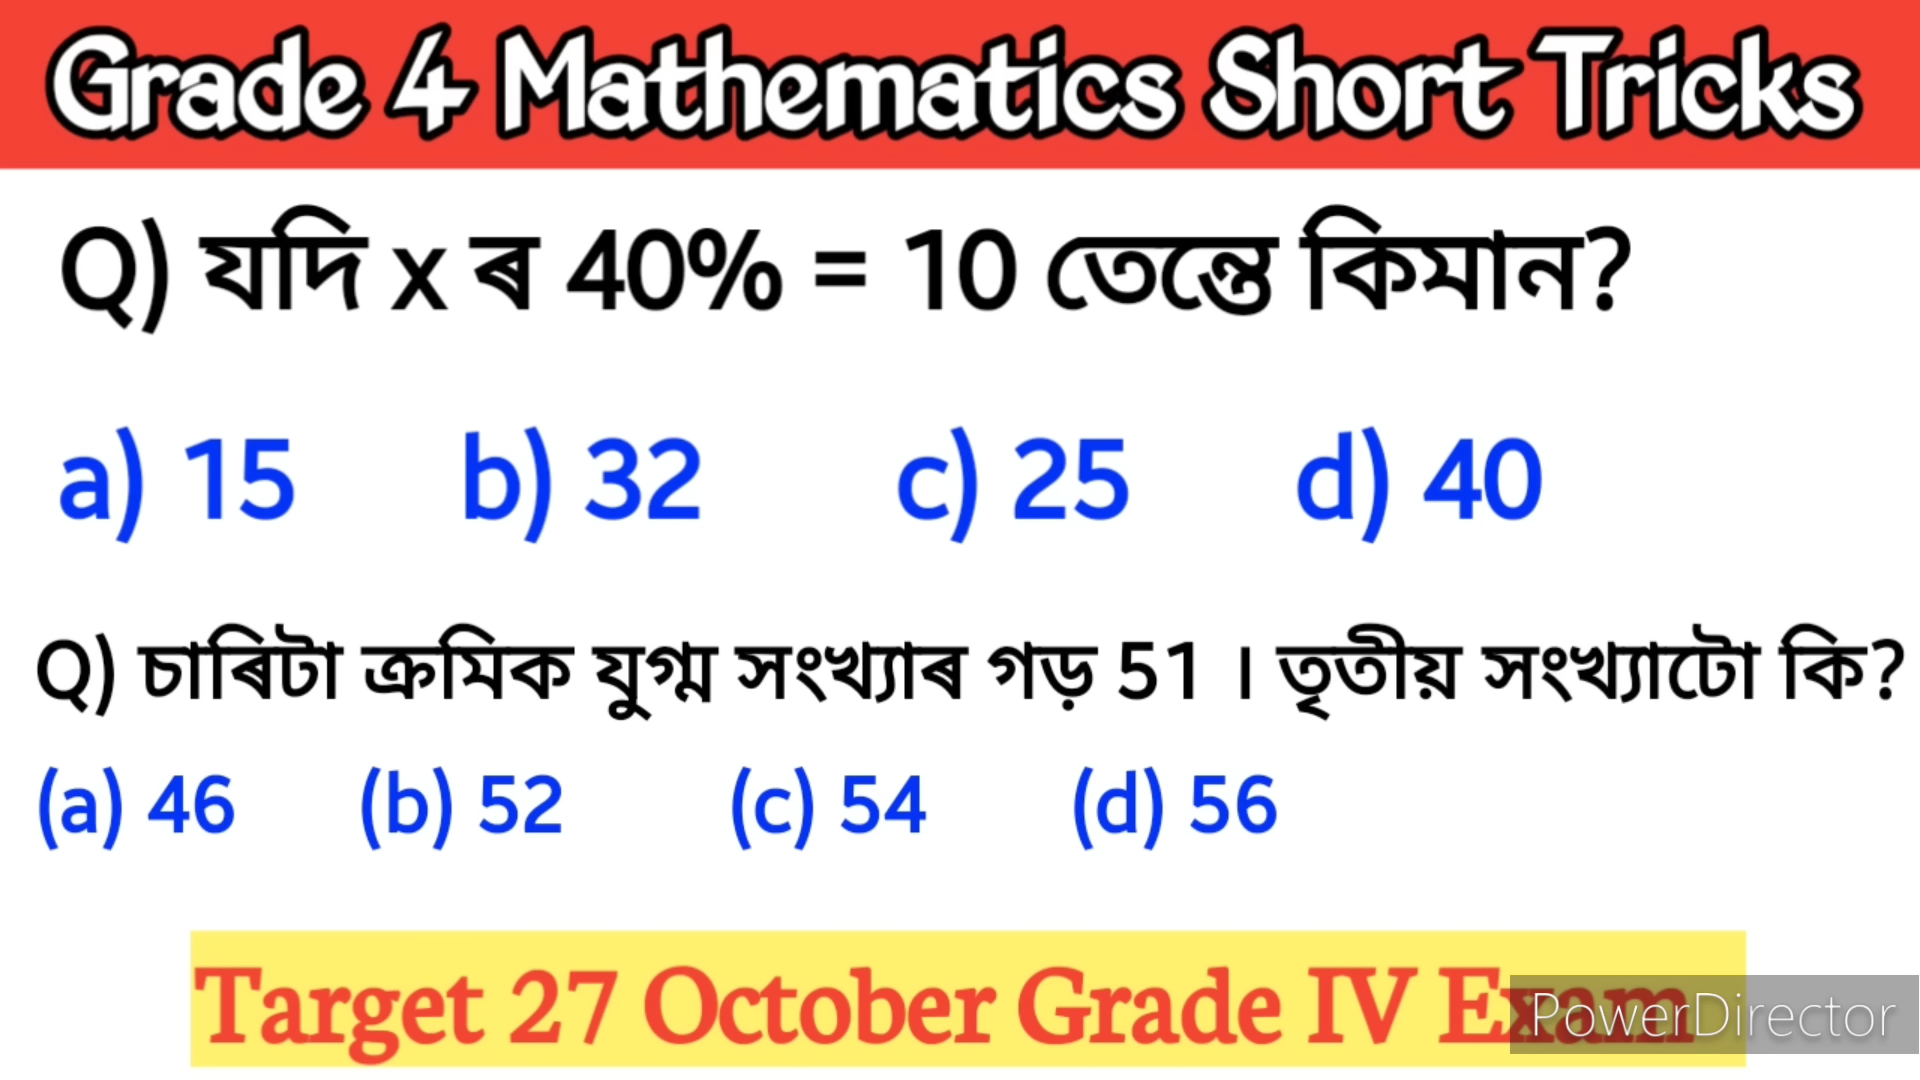 Grade 4 Mathematics Short Tricks
Q) যদি x ৰ 40% = 10 তেন্তে কিমান?
a) 15 b) 32 c) 25 d) 40
Q) চাৰিটা ক্ৰমিক যুগ্ম সংখ্যাৰ গড় 51 । তৃতীয় সংখ্যাটো কি?
(a) 46 (b) 52 (c) 54 (d) 56
Target 27 October Grade IV Exam
PowerDirector